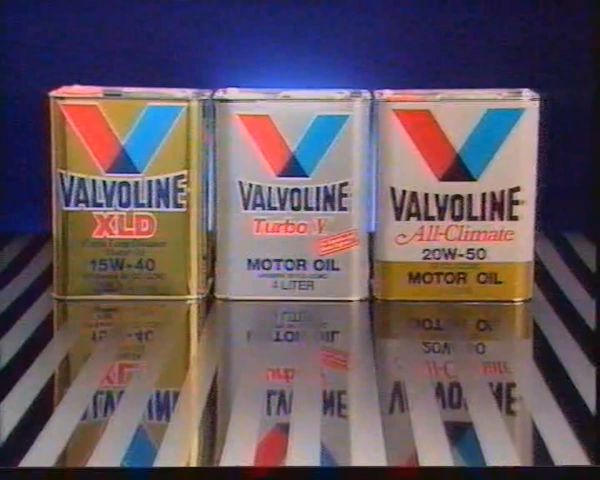 VALVOLINE
XLD
15W-40
VALVOLINE
Turbo V
MOTOR OIL
4 LITER
VALVOLINE
All-Climate
20W-50
MOTOR OIL